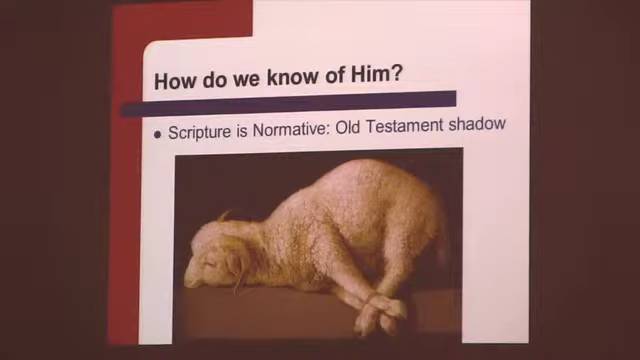 How do we know of Him?
• Scripture is Normative: Old Testament shadow